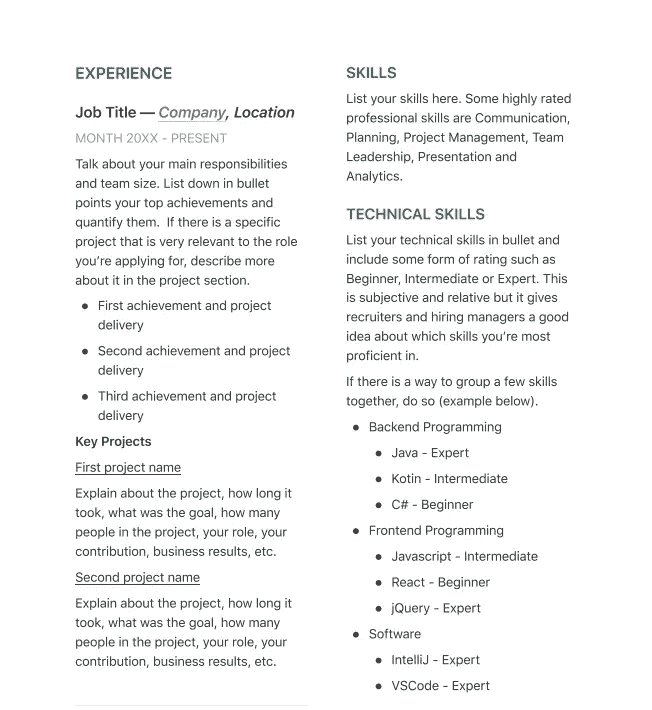 EXPERIENCE
Job Title — Company, Location
MONTH 20XX - PRESENT
Talk about your main responsibilities
and team size. List down in bullet
points your top achievements and
quantify them.  If there is a specific
project that is very relevant to the role
you’re applying for, describe more
about it in the project section.
● First achievement and project
delivery
● Second achievement and project
delivery
● Third achievement and project
delivery
Key Projects
First project name
Explain about the project, how long it
took, what was the goal, how many
people in the project, your role, your
contribution, business results, etc.
Second project name
Explain about the project, how long it
took, what was the goal, how many
people in the project, your role, your
contribution, business results, etc.
SKILLS
List your skills here. Some highly rated
professional skills are Communication,
Planning, Project Management, Team
Leadership, Presentation and
Analytics.
TECHNICAL SKILLS
List your technical skills in bullet and
include some form of rating such as
Beginner, Intermediate or Expert. This
is subjective and relative but it gives
recruiters and hiring managers a good
idea about which skills you’re most
proficient in.
If there is a way to group a few skills
together, do so (example below).
● Backend Programming
● Java - Expert
● Kotin - Intermediate
● C# - Beginner
● Frontend Programming
● Javascript - Intermediate
● React - Beginner
● jQuery - Expert
● Software
● IntelliJ - Expert
● VSCode - Expert